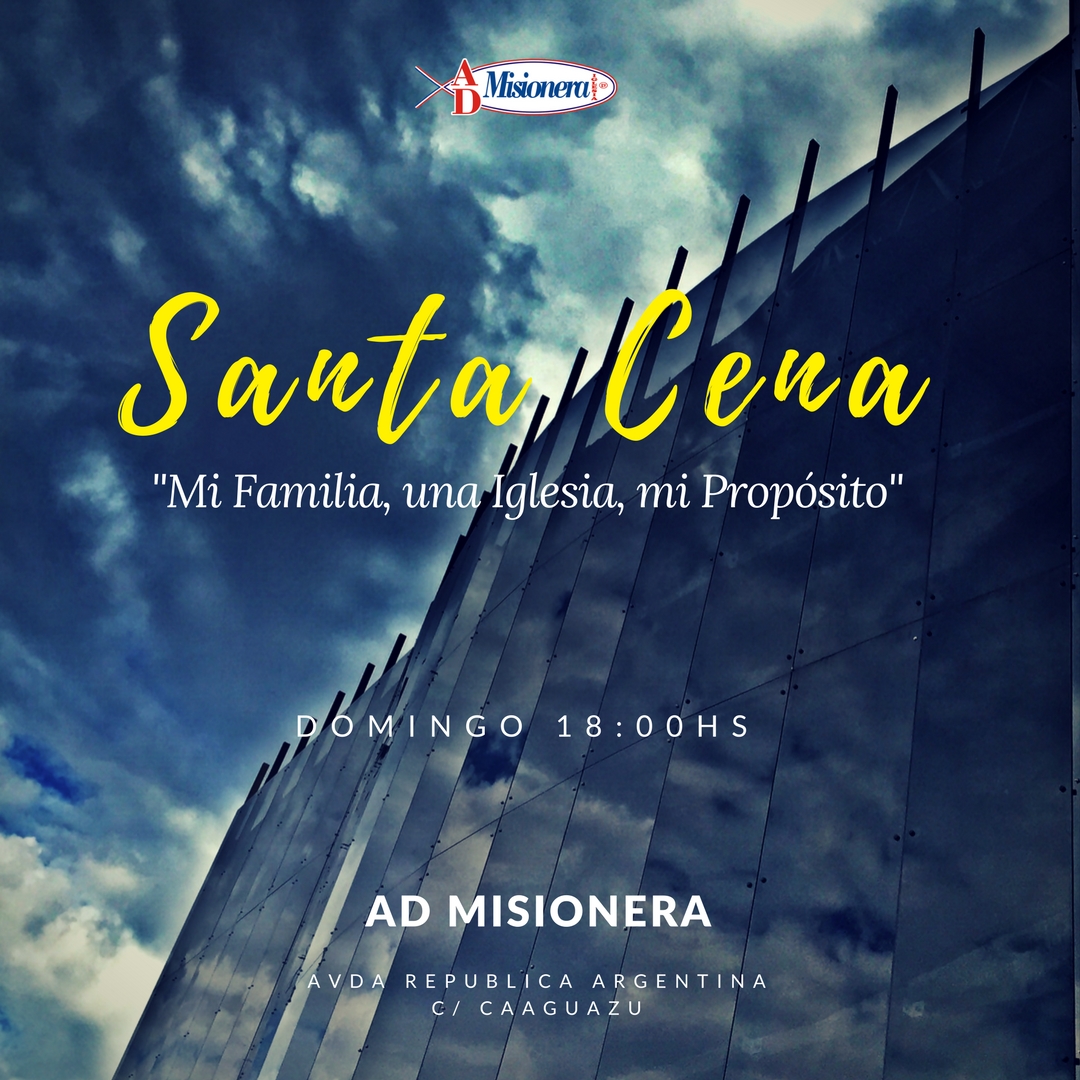 AD Misionera IGLESIA
Santa Cena
"Mi Familia, una Iglesia, mi Propósito"
DOMINGO 18:00HS
AD MISIONERA
AVDA REPUBLICA ARGENTINA
C/ CAAGUAZU